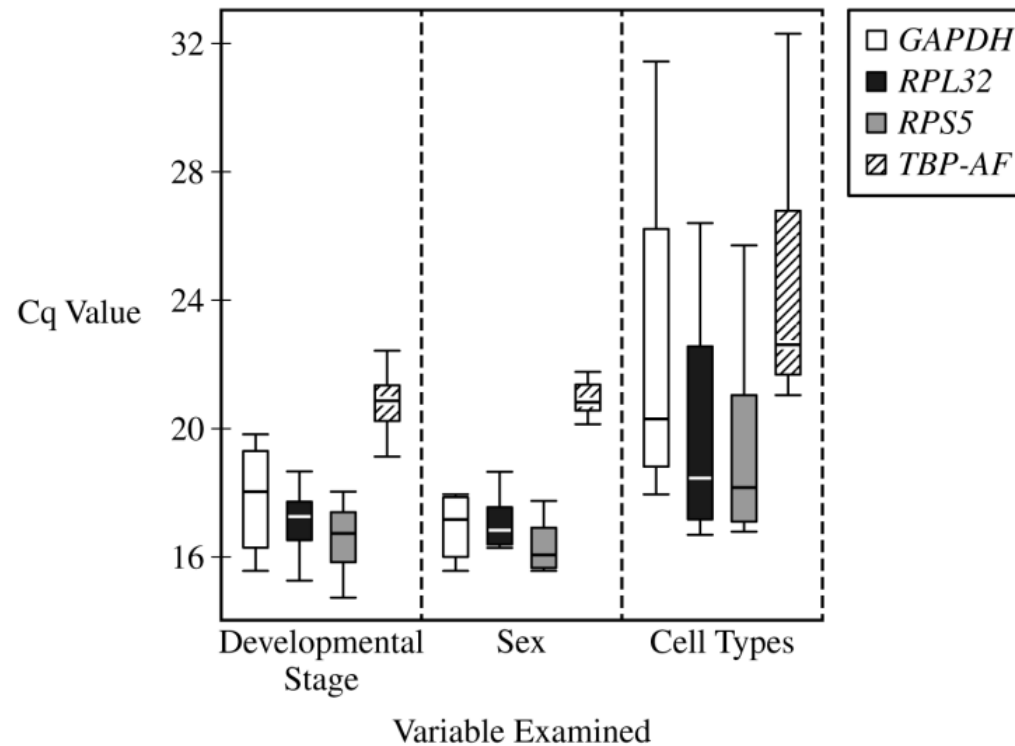 32
28
24
20
16
Cq Value
GAPDH
RPL32
RPS5
TBP-AF
Developmental
Stage
Sex
Cell Types
Variable Examined